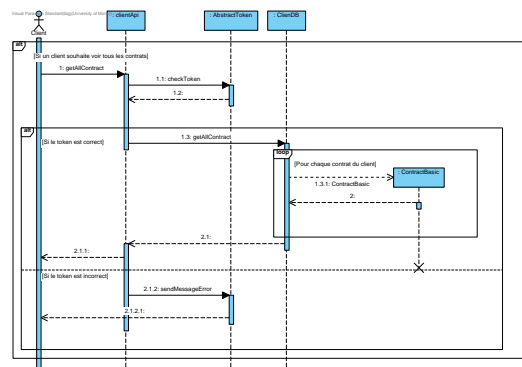 Visual Paradigm Standard(bg(University of Mon
: clientApi
: AbstractToken
: ClienDB
Client
alt
[Si un client souhaite voir tous les contrats]
1: getAllContract
1.1: checkToken
1.2:
alt
[Si le token est correct]
1.3: getAllContract
loop
[Pour chaque contrat du client]
: ContractBasic
1.3.1: ContractBasic
2:
2.1:
2.1.1:
[Si le token est incorrect]
2.1.2: sendMessageError
2.1.2.1: